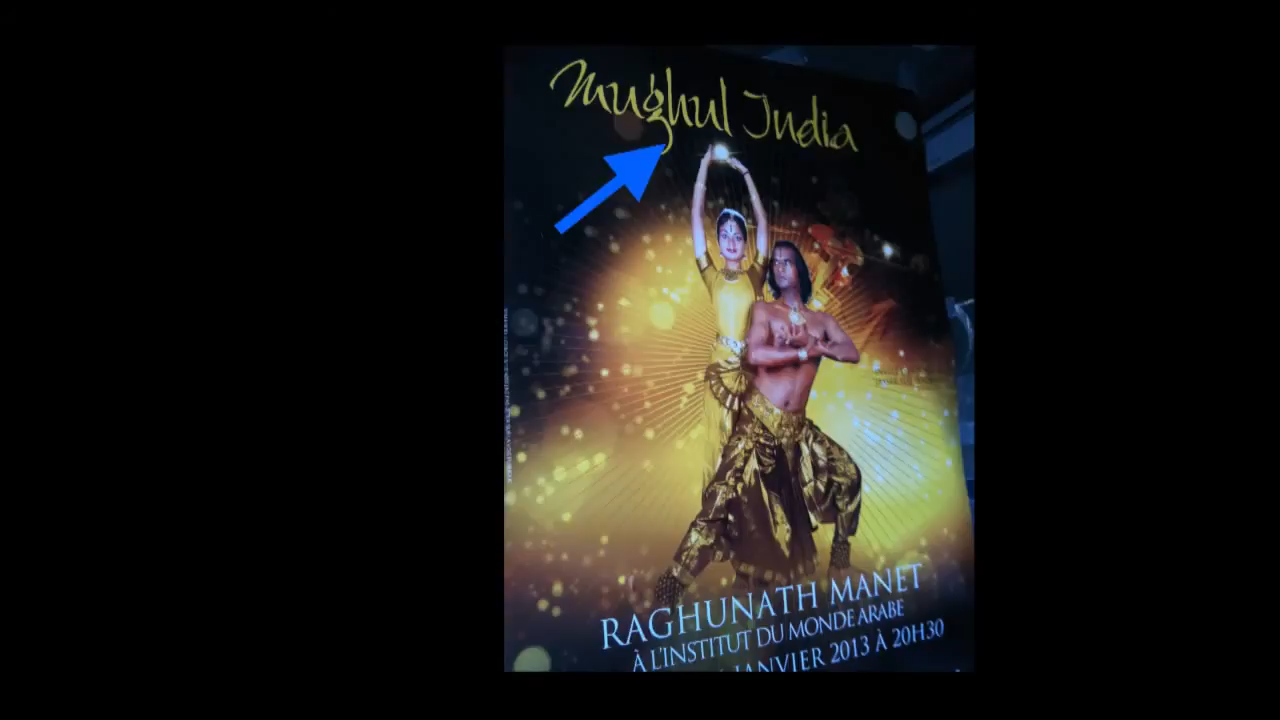 Mughul India
RAGHUNATH MANET
À L'INSTITUT DU MONDE ARABE
JANVIER 2013 À 20H30